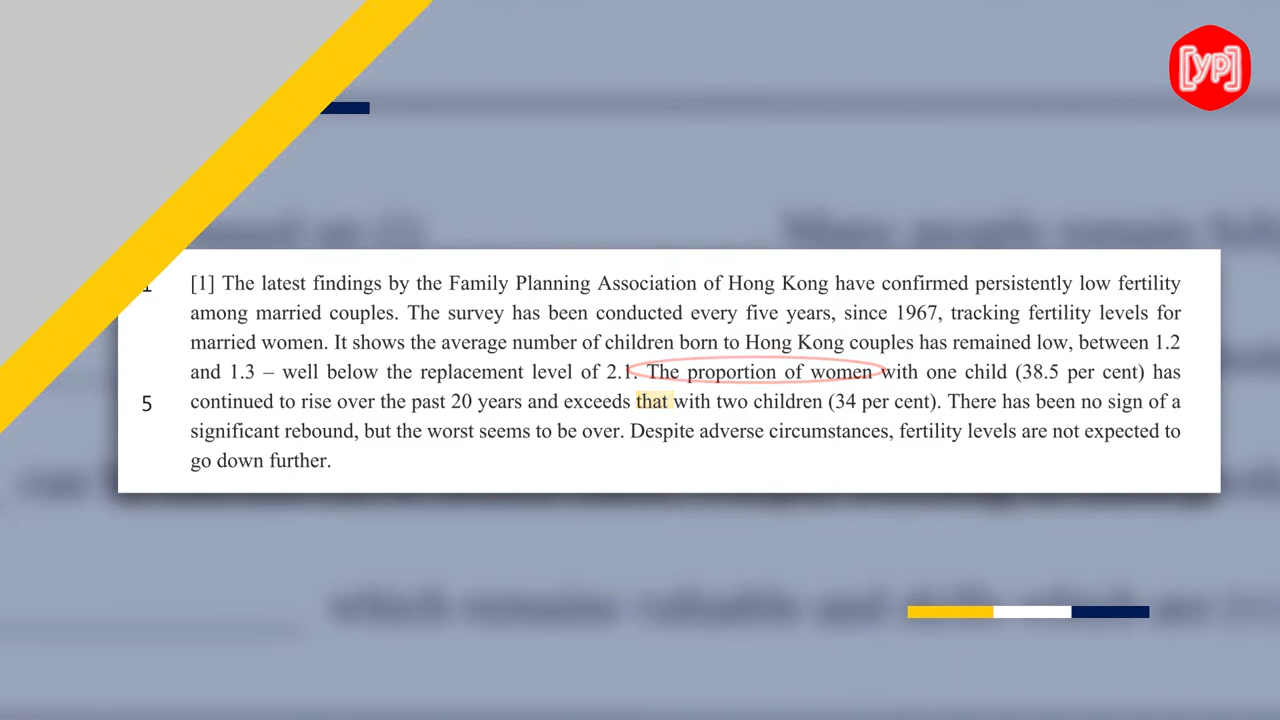 [yp]
[1] The latest findings by the Family Planning Association of Hong Kong have confirmed persistently low fertility
among married couples. The survey has been conducted every five years, since 1967, tracking fertility levels for
married women. It shows the average number of children born to Hong Kong couples has remained low, between 1.2
and 1.3 – well below the replacement level of 2.1. The proportion of women with one child (38.5 per cent) has
5 continued to rise over the past 20 years and exceeds that with two children (34 per cent). There has been no sign of a
significant rebound, but the worst seems to be over. Despite adverse circumstances, fertility levels are not expected to
go down further.
which remains valuable and